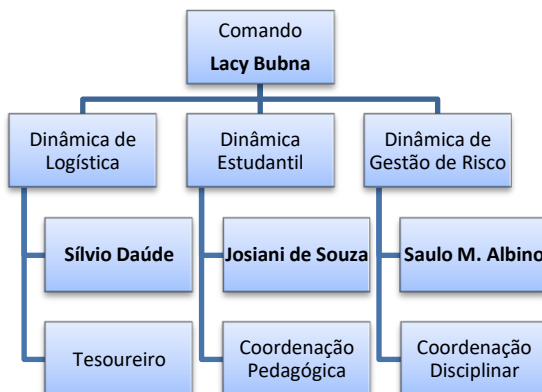 Comando
Lacy Bubna
Dinâmica de
Logística
Dinâmica
Estudantil
Dinâmica de
Gestão de Risco
Sílvio Daúde
Josiani de Souza
Saulo M. Albino
Tesoureiro
Coordenação
Pedagógica
Coordenação
Disciplinar